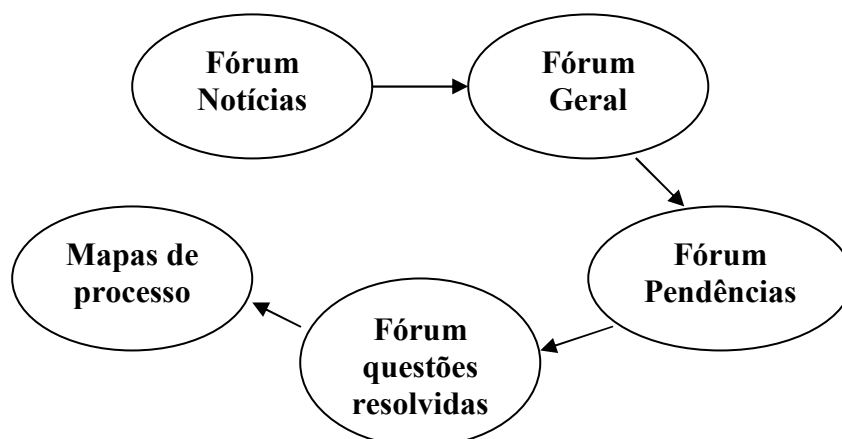 Fórum
Notícias
Fórum
Geral
Fórum
Pendências
Fórum
questões
resolvidas
Mapas de
processo